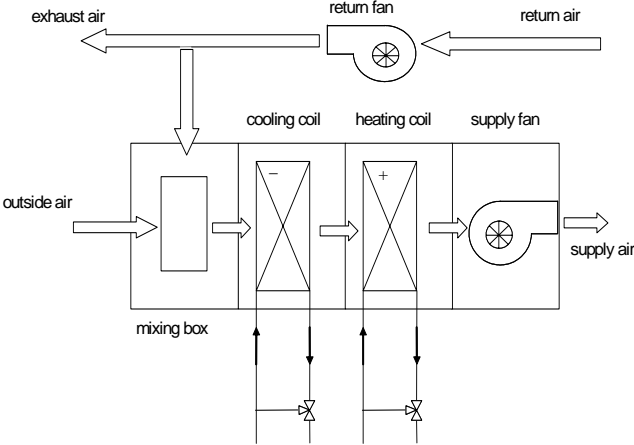 return fan
exhaust air
return air
cooling coil
heating coil
supply fan
−
+
outside air
supply air
mixing box